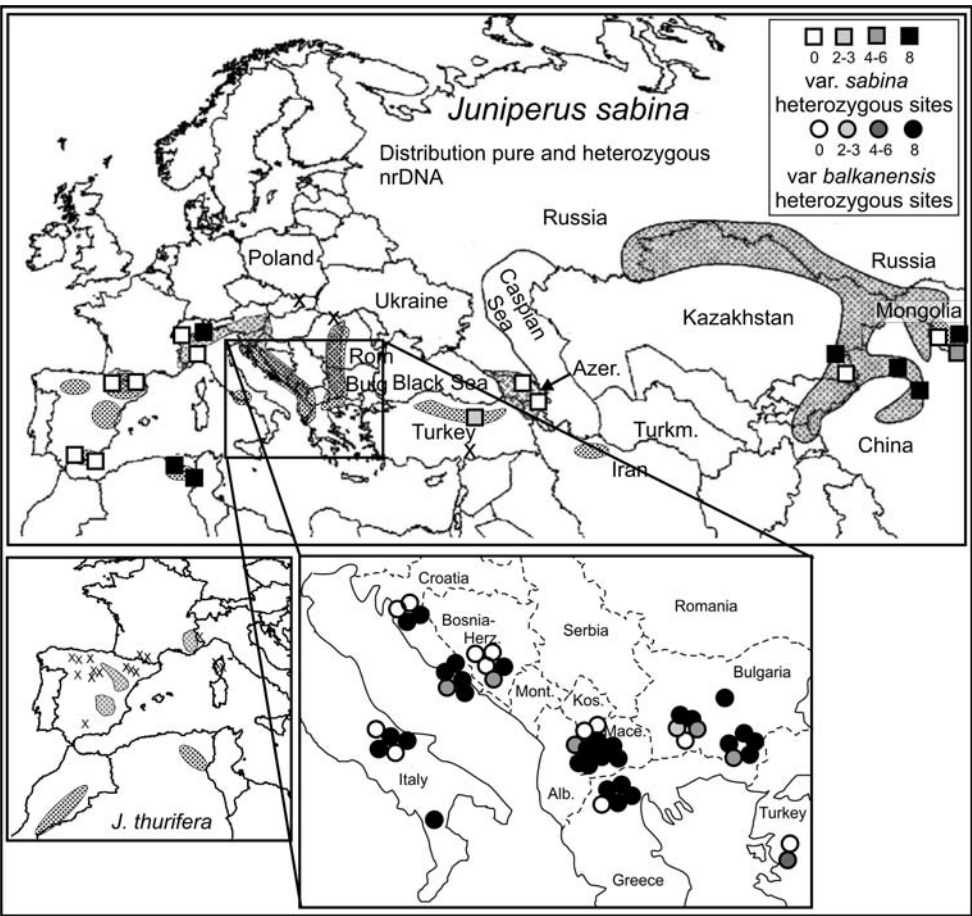 Juniperus sabina
Distribution pure and heterozygous
nrDNA
0 2-3 4-6 8
var. sabina
heterozygous sites
0 2-3 4-6 8
var balkanensis
heterozygous sites
Russia
Russia
Poland
Ukraine
Caspian
Sea
Kazakhstan
Mongolia
Rom
Bulg
Black Sea
Azer.
Turkey
Turkm.
China
Iran
X
X
X
J. thurifera
Croatia
Bosnia-
Herz.
Serbia
Romania
Mont.
Kos.
Bulgaria
Mace.
Italy
Alb.
Turkey
Greece